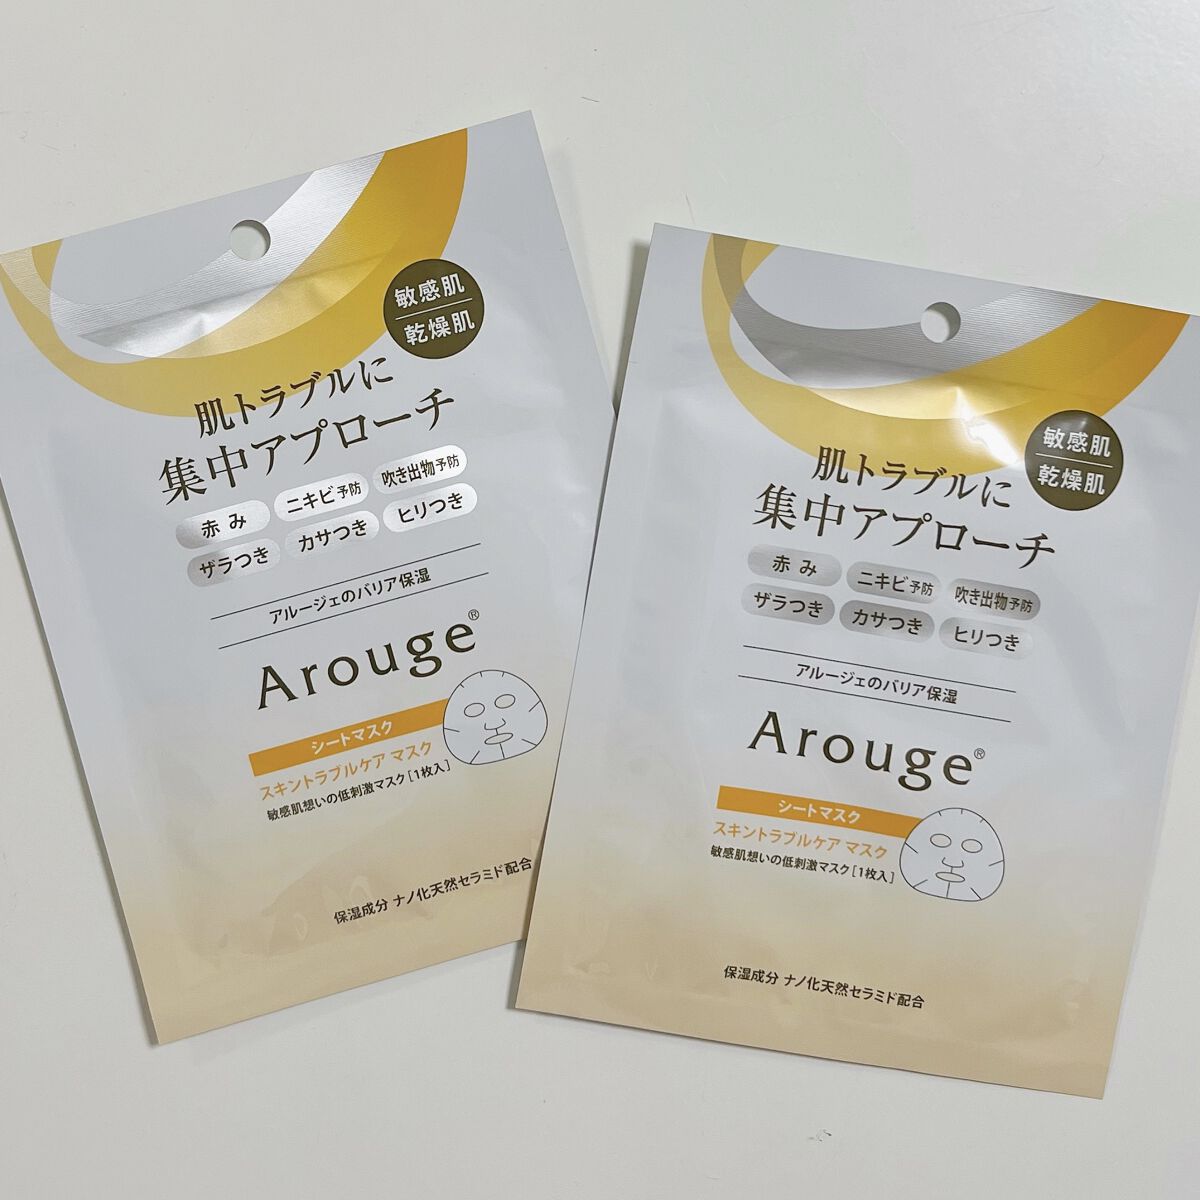 敏感肌
乾燥肌
肌トラブルに
集中アプローチ
赤み ニキビ予防 吹き出物予防
ザラつき カサつき ヒリつき
アルージェのバリア保湿
Arouge®
シートマスク
スキントラブルケア マスク
敏感肌想いの低刺激マスク[1枚入]
保湿成分 ナノ化天然セラミド配合
敏感肌
乾燥肌
肌トラブルに
集中アプローチ
赤み ニキビ予防 吹き出物予防
ザラつき カサつき ヒリつき
アルージェのバリア保湿
Arouge®
シートマスク
スキントラブルケア マスク
敏感肌想いの低刺激マスク[1枚入]
保湿成分 ナノ化天然セラミド配合